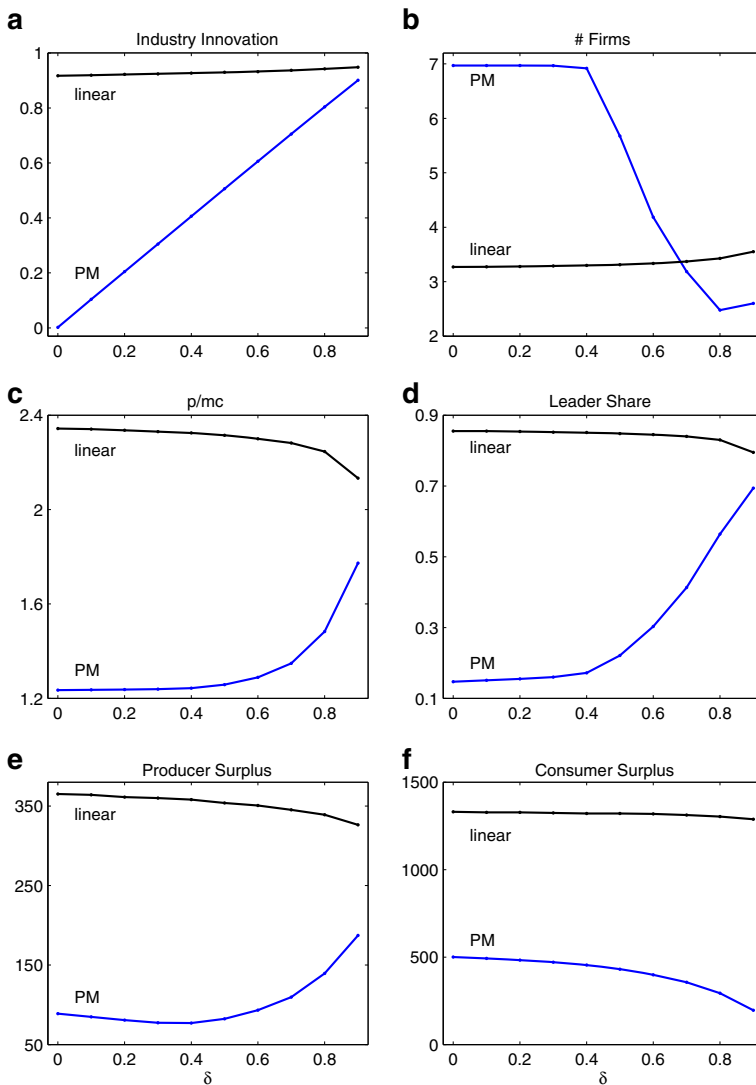 a
Industry Innovation
1
0.8
0.6
0.4
0.2
0
linear
PM
0 0.2 0.4 0.6 0.8
b
# Firms
7
6
5
4
3
2
PM
linear
0 0.2 0.4 0.6 0.8
c
p/mc
2.4
2
1.6
1.2
linear
PM
0 0.2 0.4 0.6 0.8
d
Leader Share
0.9
0.7
0.5
0.3
0.1
linear
PM
0 0.2 0.4 0.6 0.8
e
Producer Surplus
350
250
150
50
linear
PM
0 0.2 0.4 0.6 0.8
δ
f
Consumer Surplus
1500
1000
500
0
linear
PM
0 0.2 0.4 0.6 0.8
δ